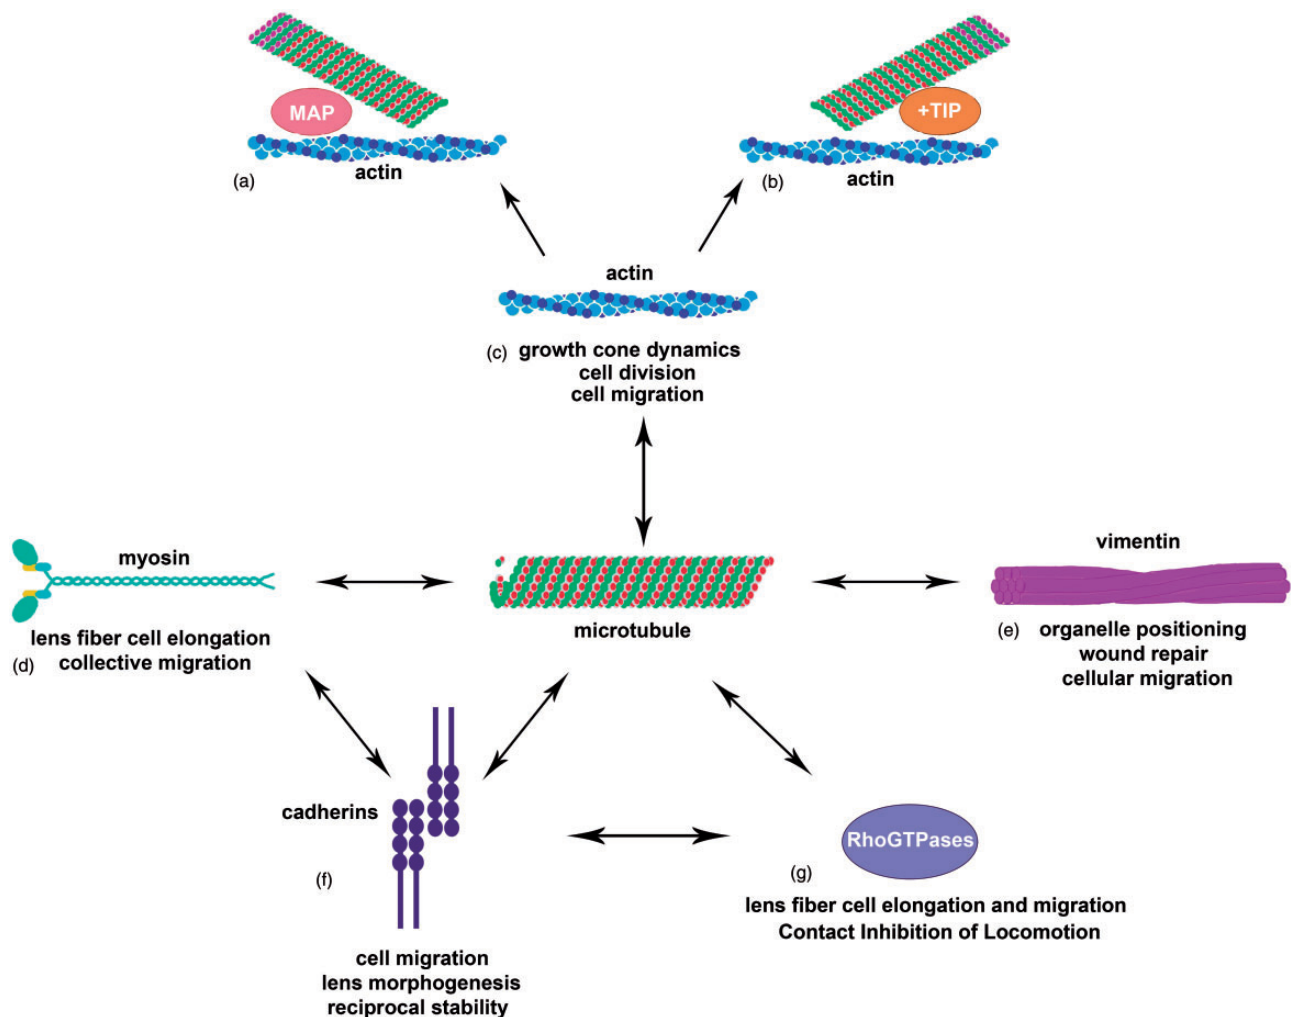 MAP
actin
(a)
+TIP
actin
(b)
actin
(c) growth cone dynamics
cell division
cell migration
myosin
lens fiber cell elongation
(d) collective migration
microtubule
vimentin
(e) organelle positioning
wound repair
cellular migration
cadherins
(f)
cell migration
lens morphogenesis
reciprocal stability
RhoGTPases
(g)
lens fiber cell elongation and migration
Contact Inhibition of Locomotion